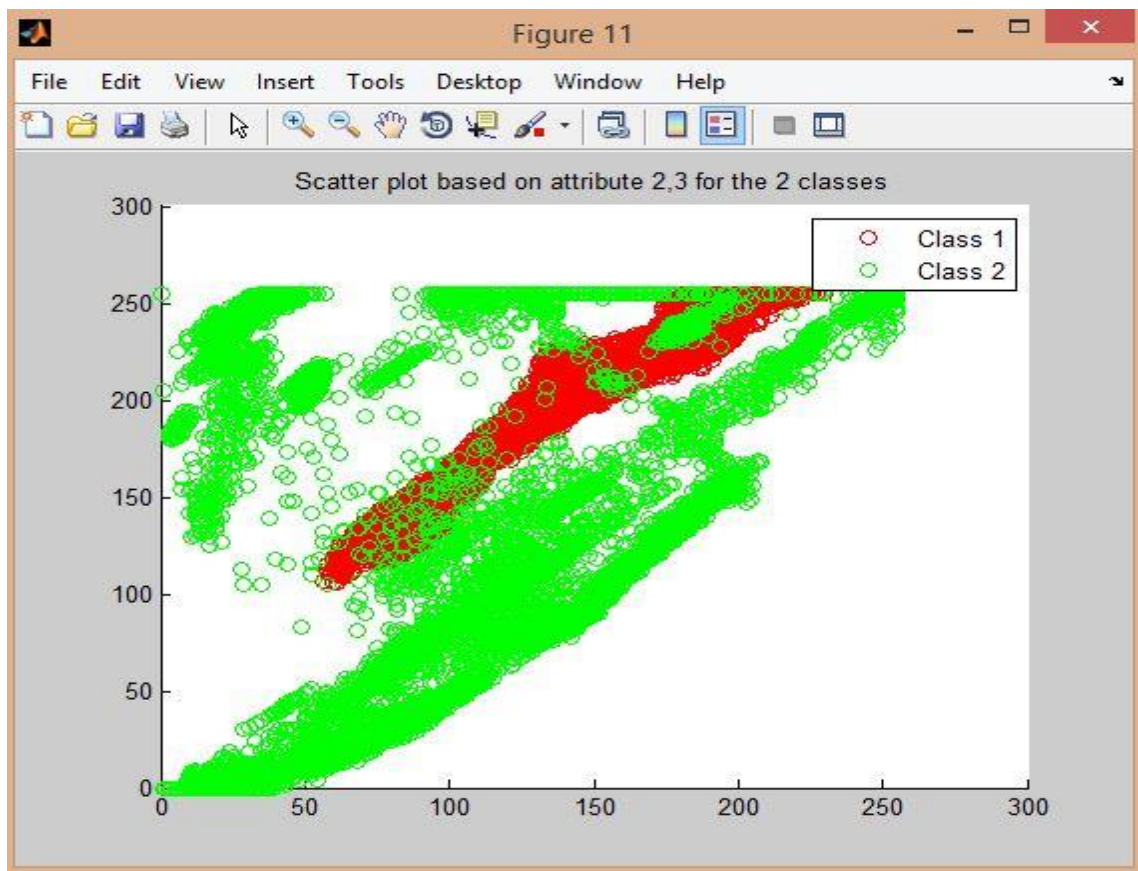 Figure 11
File Edit View Insert Tools Desktop Window Help
Scatter plot based on attribute 2,3 for the 2 classes
300
250
200
150
100
50
0
Class 1
Class 2
0 50 100 150 200 250 300